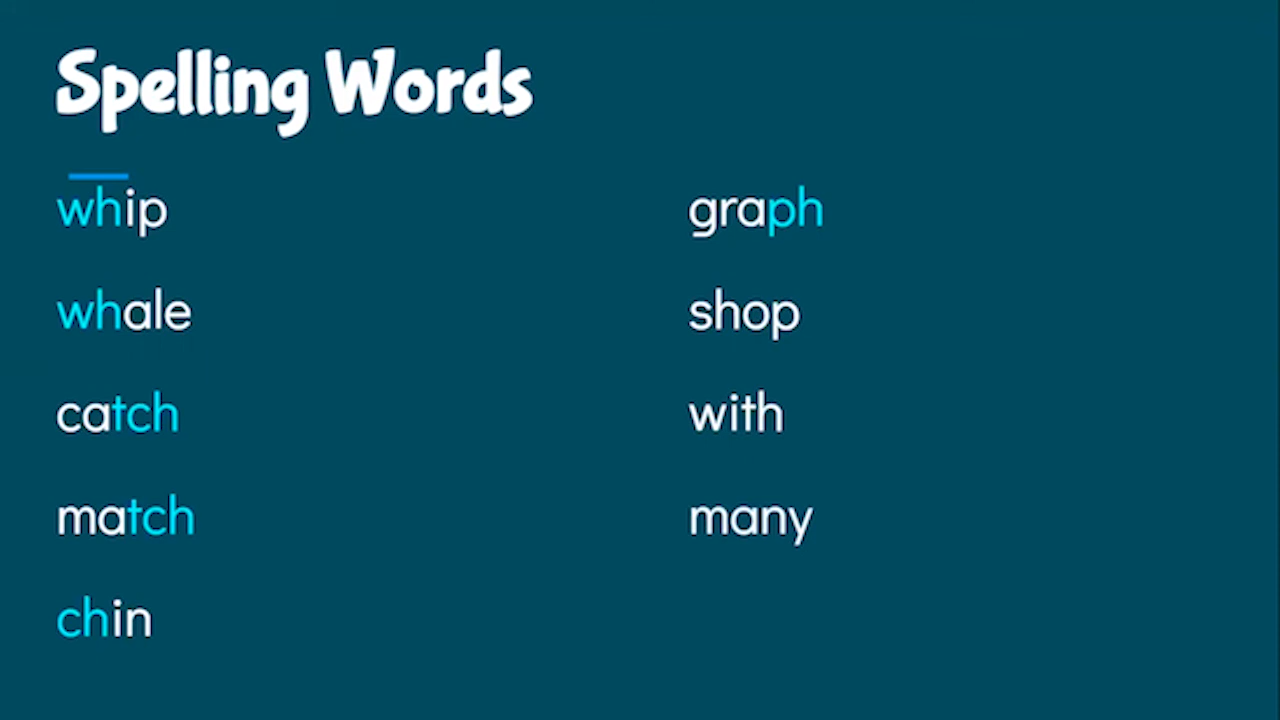 Spelling Words
whip
whale
catch
match
chin
graph
shop
with
many